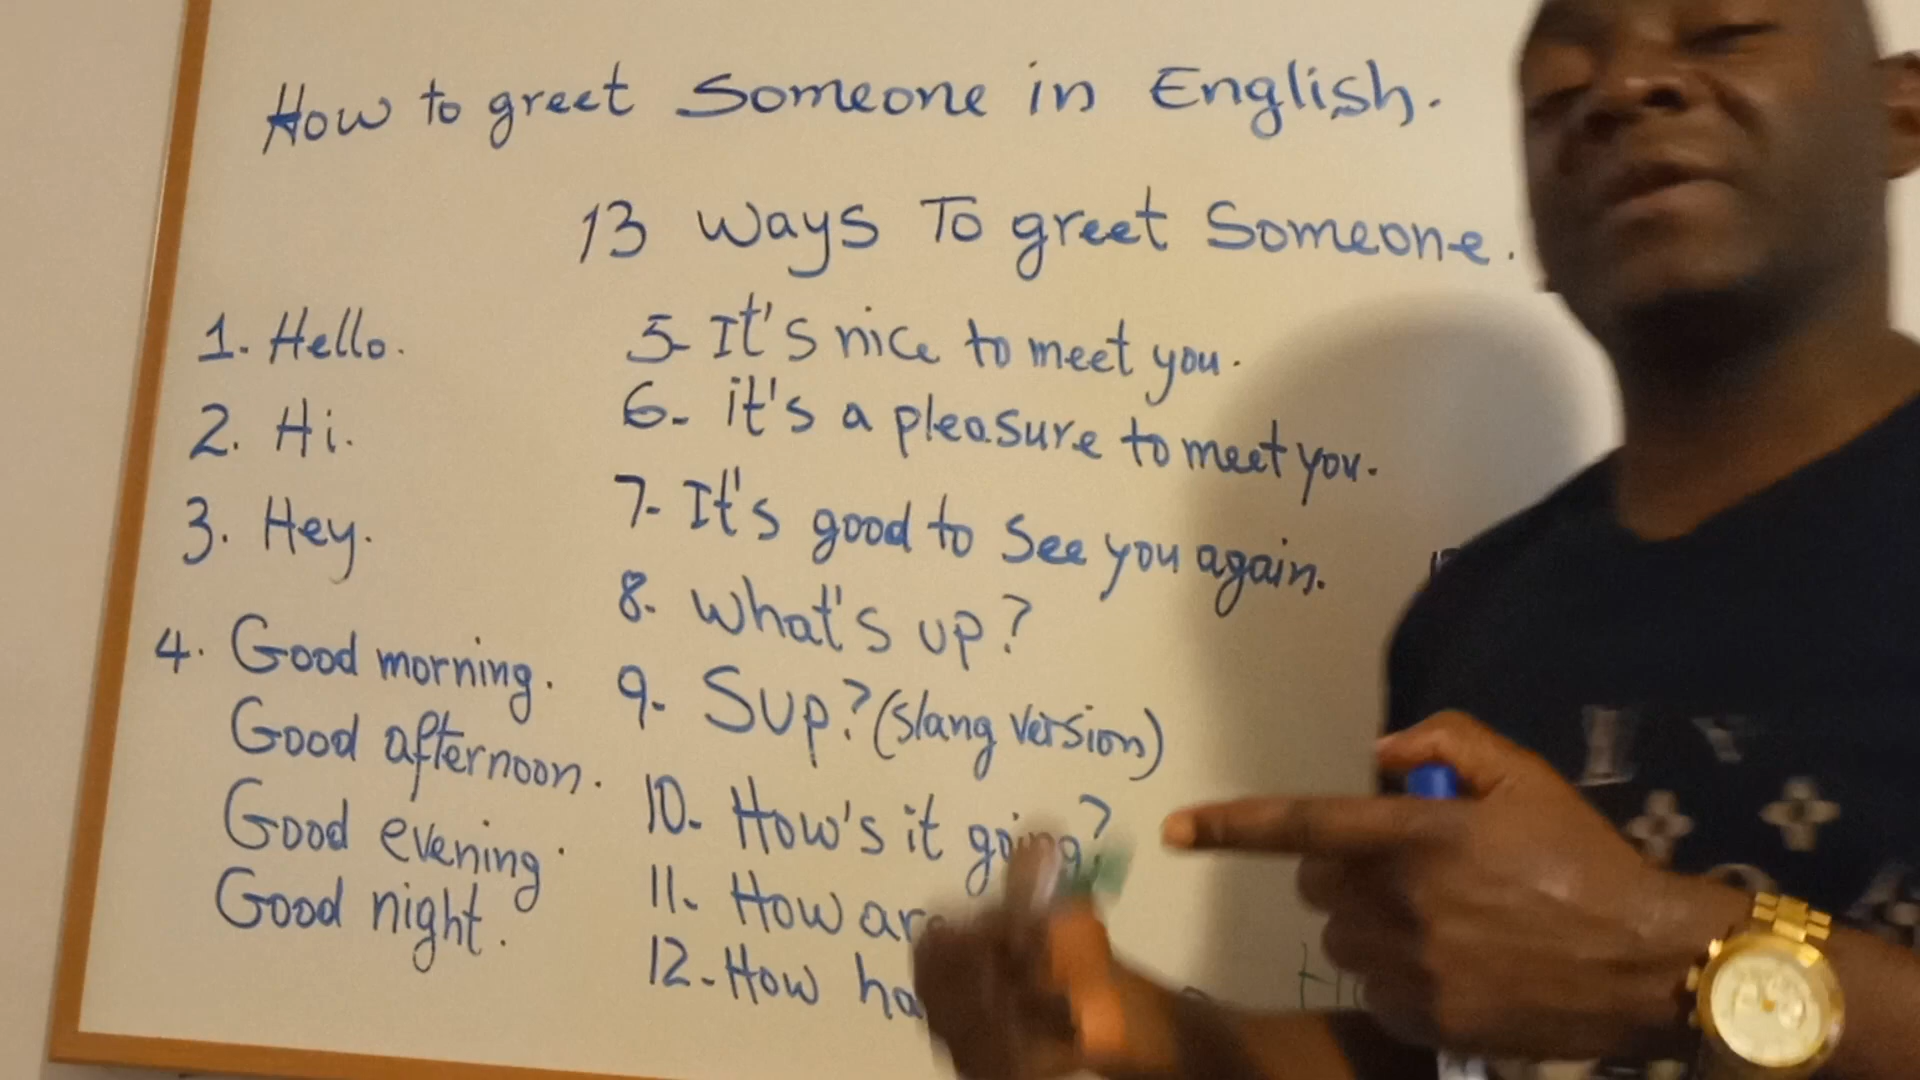 How to greet Someone in English.
13 Ways To greet Someone.
1. Hello.
2. Hi.
3. Hey.
4. Good morning.
Good afternoon.
Good evening.
Good night.
5- It's nice to meet you.
6- it's a pleasure to meet you.
7- It's good to see you again.
8. what's up?
9- Sup? (slang version)
10. How's it going?
11. How
12. How